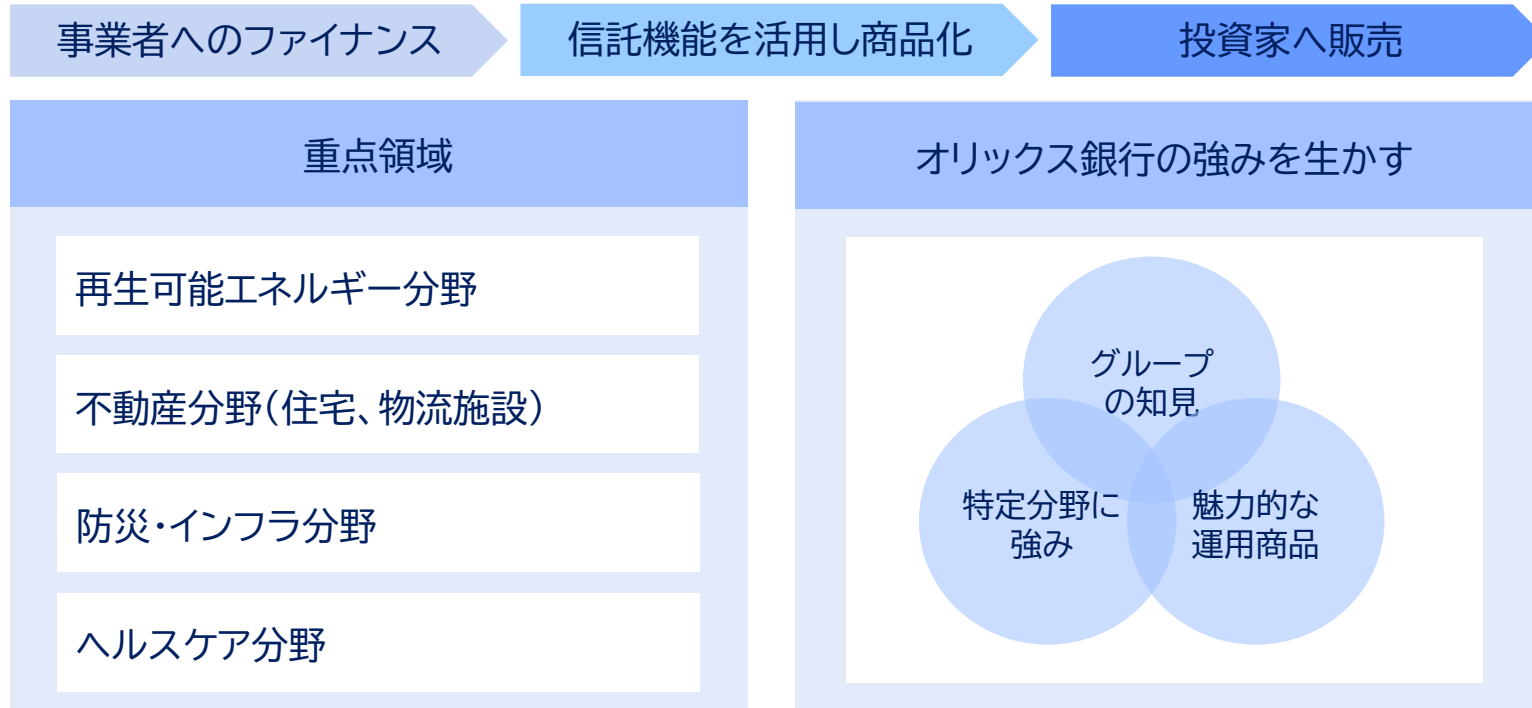 事業者へのファイナンス
信託機能を活用し商品化
投資家へ販売
重点領域
再生可能エネルギー分野
不動産分野(住宅、物流施設)
防災・インフラ分野
ヘルスケア分野
オリックス銀行の強みを生かす
グループ
の知見
特定分野に
強み
魅力的な
運用商品